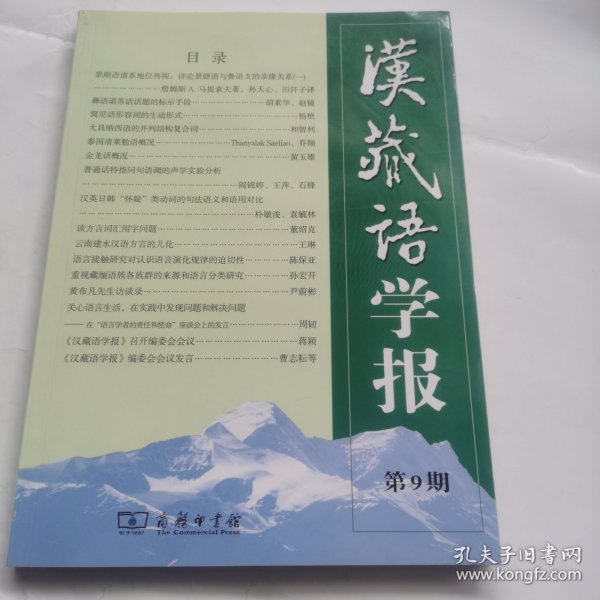 目录
景颇语谱系地位再探：详论景颇语与鲁语支的亲缘关系(一)
……………………詹姆斯 A. 马提索夫著，孙天心、田阡子译
彝语诺苏话话题的标示手段……………………胡素华、赵镜
窝尼话形容词的生动形式……………………杨艳
大具纳西语的并列结构复合词……………………和智利
泰国清莱勉语概况……………………Thanyalak Saeliao、乔翔
金龙话概况……………………黄玉雄
普通话特指问句语调的声学实验分析
……………………阎锦婷、王萍、石锋
汉英日韩“怀疑”类动词的句法语义和语用对比
……………………朴敏浚、袁毓林
谈方言词汇用字问题……………………董绍克
云南建水汉语方言的儿化……………………王琳
语言接触研究对认识语言演化规律的迫切性……………………陈保亚
重视藏缅语族各族群的来源和语言分类研究……………………孙宏开
黄布凡先生访谈录……………………尹蔚彬
关心语言生活，在实践中发现问题和解决问题
——在“语言学者的责任和使命”座谈会上的发言……………………周韧
《汉藏语学报》召开编委会会议……………………蒋颖
《汉藏语学报》编委会会议发言……………………曹志耘等
漢藏语学报
第9期
创于1897
商務印書館
The Commercial Press
孔夫子旧书网
www.kongfz.com